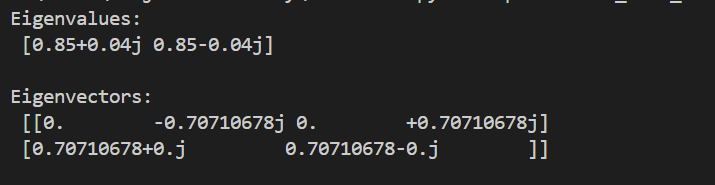 Eigenvalues:
[0.85+0.04j 0.85-0.04j]
Eigenvectors:
[[0.        -0.70710678j 0.        +0.70710678j]
[0.70710678+0.j         0.70710678-0.j        ]]